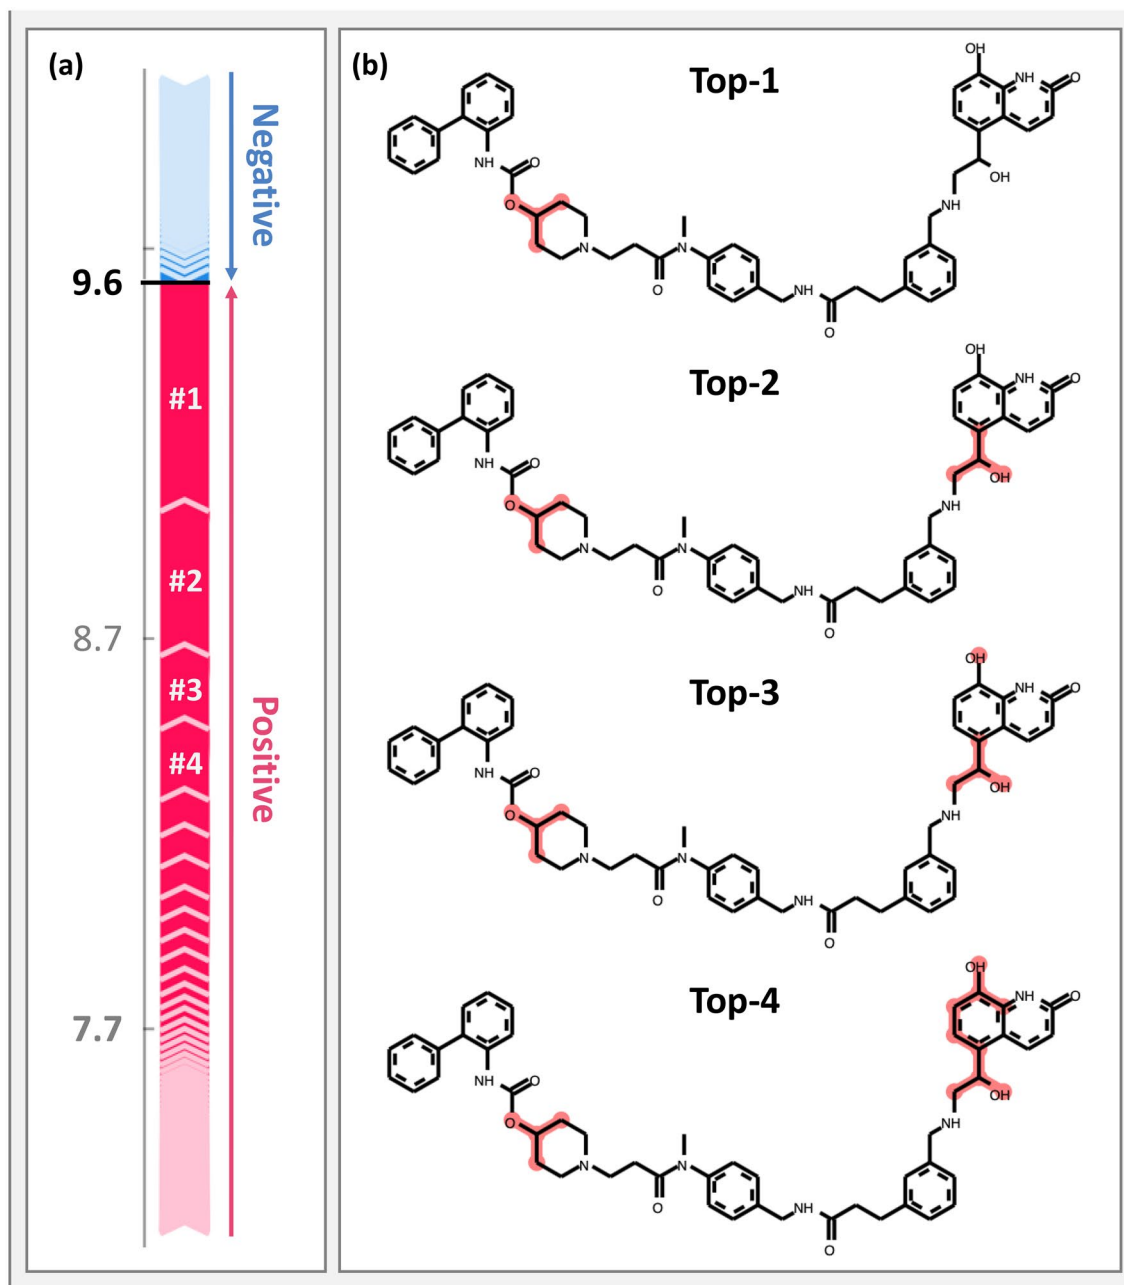 (a)
Negative
9.6
#1
#2
8.7
#3
#4
Positive
7.7
(b)
Top-1
OH
NH
O
NH
O
OH
O
NH
N
N
O
NH
O
Top-2
OH
NH
O
NH
O
OH
O
NH
N
N
O
NH
O
Top-3
OH
NH
O
NH
O
OH
O
NH
N
N
O
NH
O
Top-4
OH
NH
O
NH
O
OH
O
NH
N
N
O
NH
O